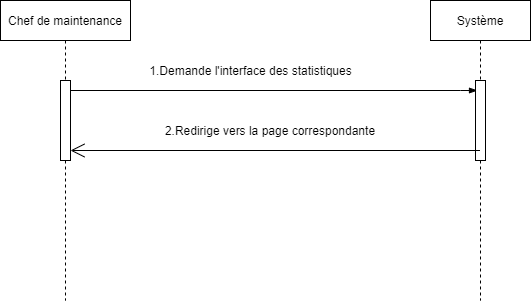 Chef de maintenance
Système
1.Demande l'interface des statistiques
2.Redirige vers la page correspondante